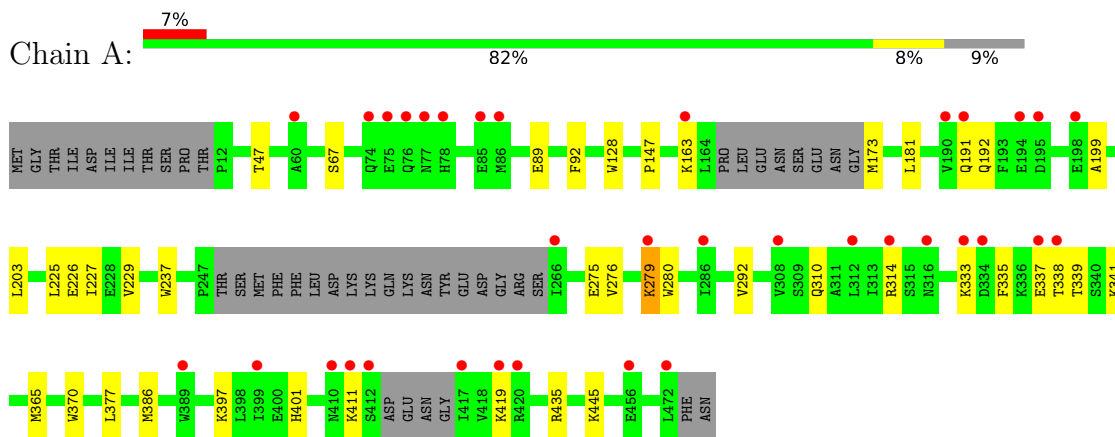 7%
Chain A:
82% 8% 9%
MET GLY THR ILE ASP ILE ILE THR SER PRO THR P12 T47 A60 S67 Q74 E75 Q76 N77 H78 E85 M86 E89 F92 W128 P147 K163 L164 PRO LEU GLU ASN SER GLU ASN GLY M173 L181 V190 Q191 Q192 F193 E194 D195 E198 A199
L203 L225 E226 I227 E228 V229 W237 P247 THR SER MET PHE PHE LEU ASP LYS LYS GLN LYS ASN TYR GLU ASP GLY ARG SER I266 E275 V276 K279 W280 I286 V292 V308 S309 Q310 A311 L312 I313 R314 S315 N316 K333 D334 F335 K336 E337 T338 T339 S340 K341
M365 W370 L377 M386 W389 K397 L398 I399 E400 H401 N410 K411 S412 ASP GLU ASN GLY I417 V418 K419 R420 R435 K445 E456 L472 PHE ASN